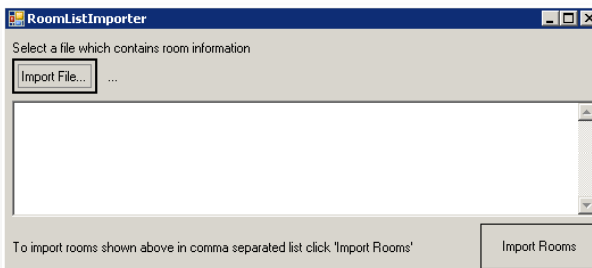 RoomListImporter
Select a file which contains room information
Import File... ...
To import rooms shown above in comma separated list click 'Import Rooms'
Import Rooms